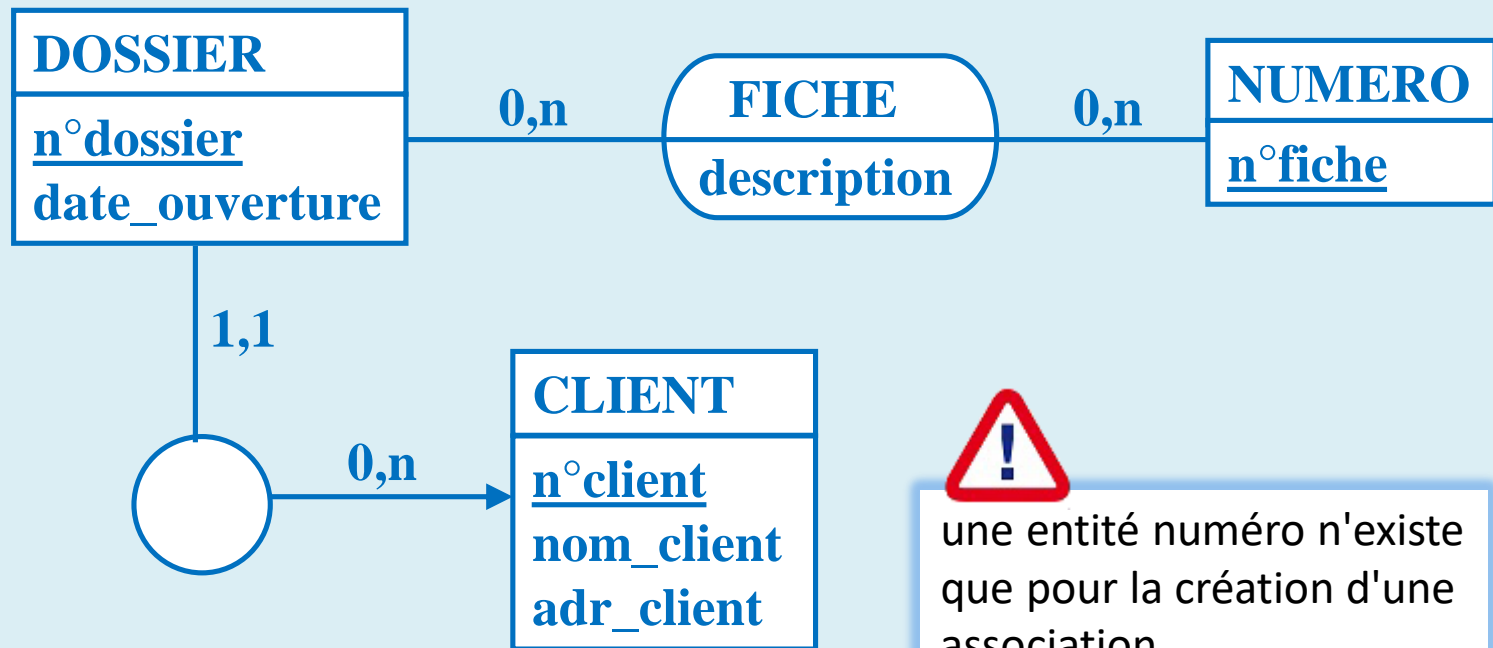 DOSSIER
n°dossier
date_ouverture
0,n
FICHE
description
0,n
NUMERO
n°fiche
1,1
0,n
CLIENT
n°client
nom_client
adr_client
!
une entité numéro n'existe
que pour la création d'une
association